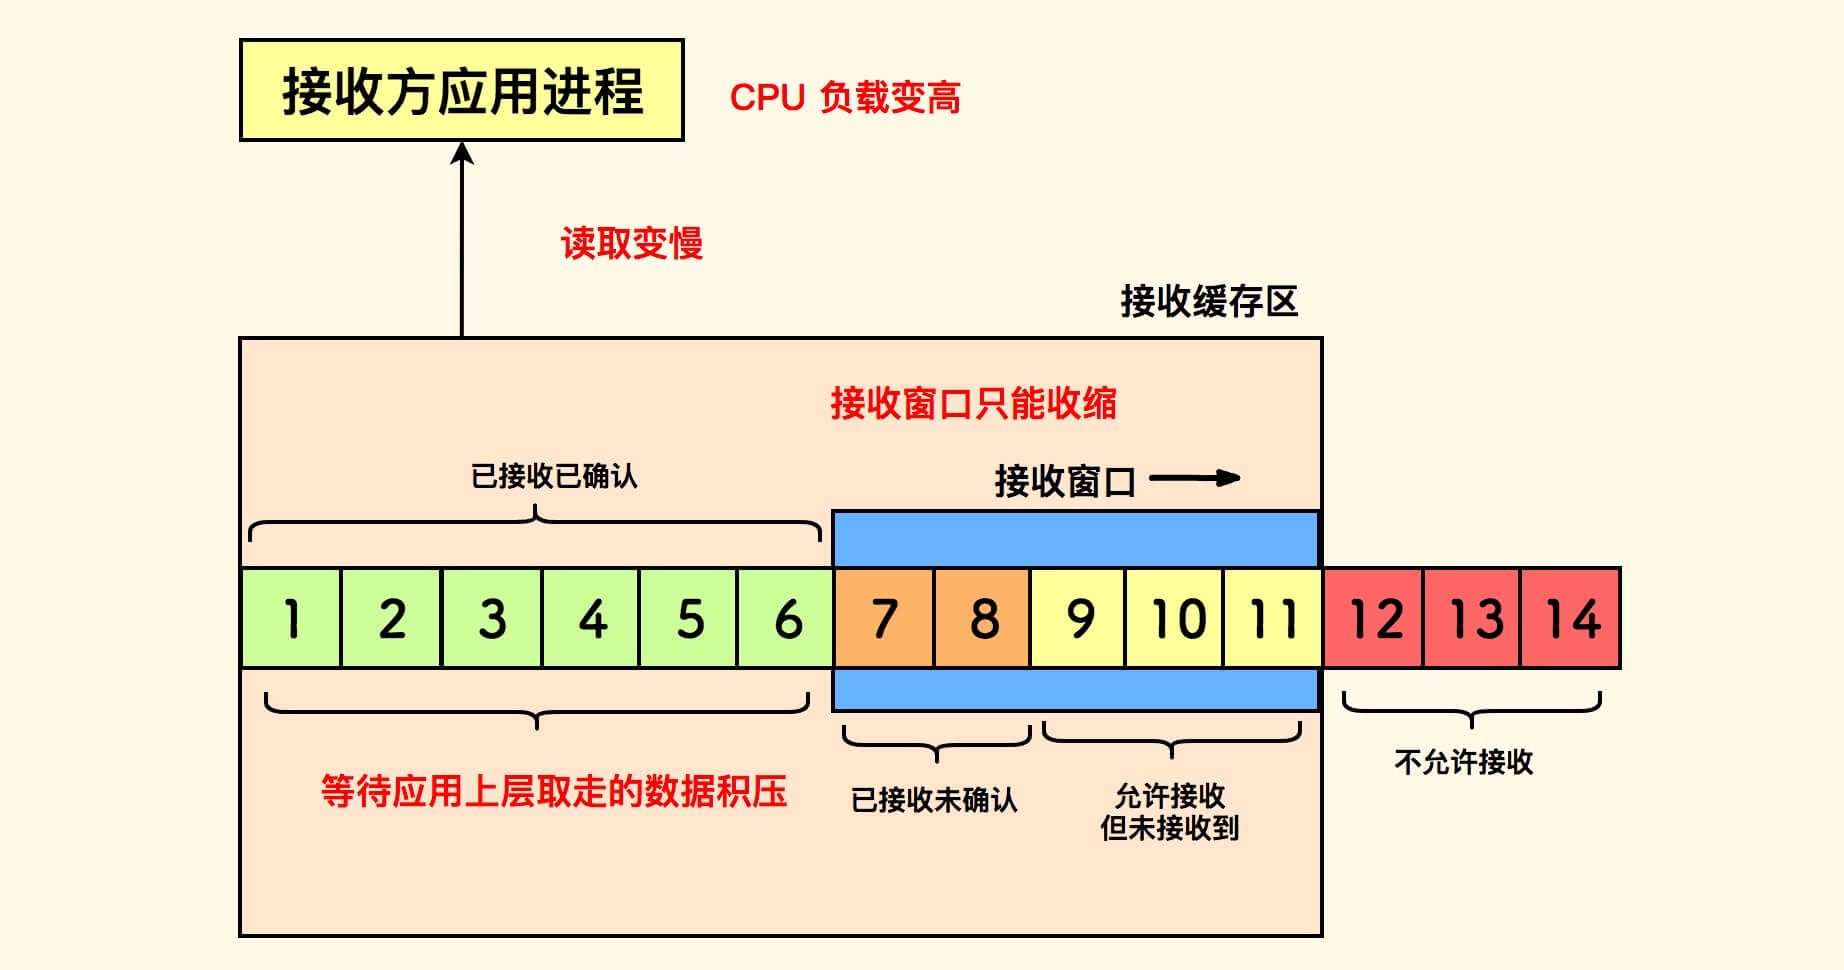 接收方应用进程
CPU 负载变高
读取变慢
接收缓存区
接收窗口只能收缩
已接收已确认
接收窗口
1 2 3 4 5 6 7 8 9 10 11 12 13 14
等待应用上层取走的数据积压
已接收未确认
允许接收
但未接收到
不允许接收